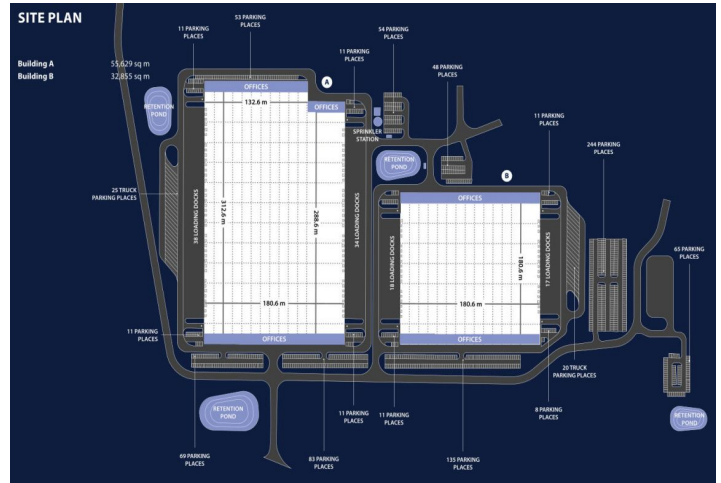 SITE PLAN
Building A 55,629 sq m
Building B 32,855 sq m
53 PARKING
PLACES
11 PARKING
PLACES
11 PARKING
PLACES
54 PARKING
PLACES
48 PARKING
PLACES
11 PARKING
PLACES
244 PARKING
PLACES
65 PARKING
PLACES
A
OFFICES
132.6 m
OFFICES
RETENTION
POND
SPRINKLER
STATION
RETENTION
POND
B
25 TRUCK
PARKING PLACES
38 LOADING DOCKS
312.6 m
288.6 m
34 LOADING DOCKS
OFFICES
18 LOADING DOCKS
180.6 m
17 LOADING DOCKS
180.6 m
180.6 m
11 PARKING
PLACES
OFFICES
OFFICES
20 TRUCK
PARKING PLACES
RETENTION
POND
11 PARKING
PLACES
11 PARKING
PLACES
8 PARKING
PLACES
RETENTION
POND
69 PARKING
PLACES
83 PARKING
PLACES
135 PARKING
PLACES